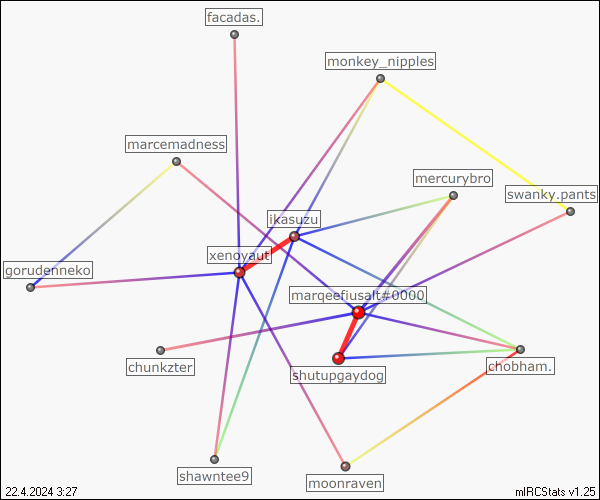 facadas.
monkey_nipples
marcemadness
mercurybro
swanky.pants
ikasuzu
xenoyaut
gorudenneko
marqeefiusalt#0000
chunkzter
shutupgaydog
chobham.
shawntee9
moonraven
22.4.2024 3:27
mIRCStats v1.25